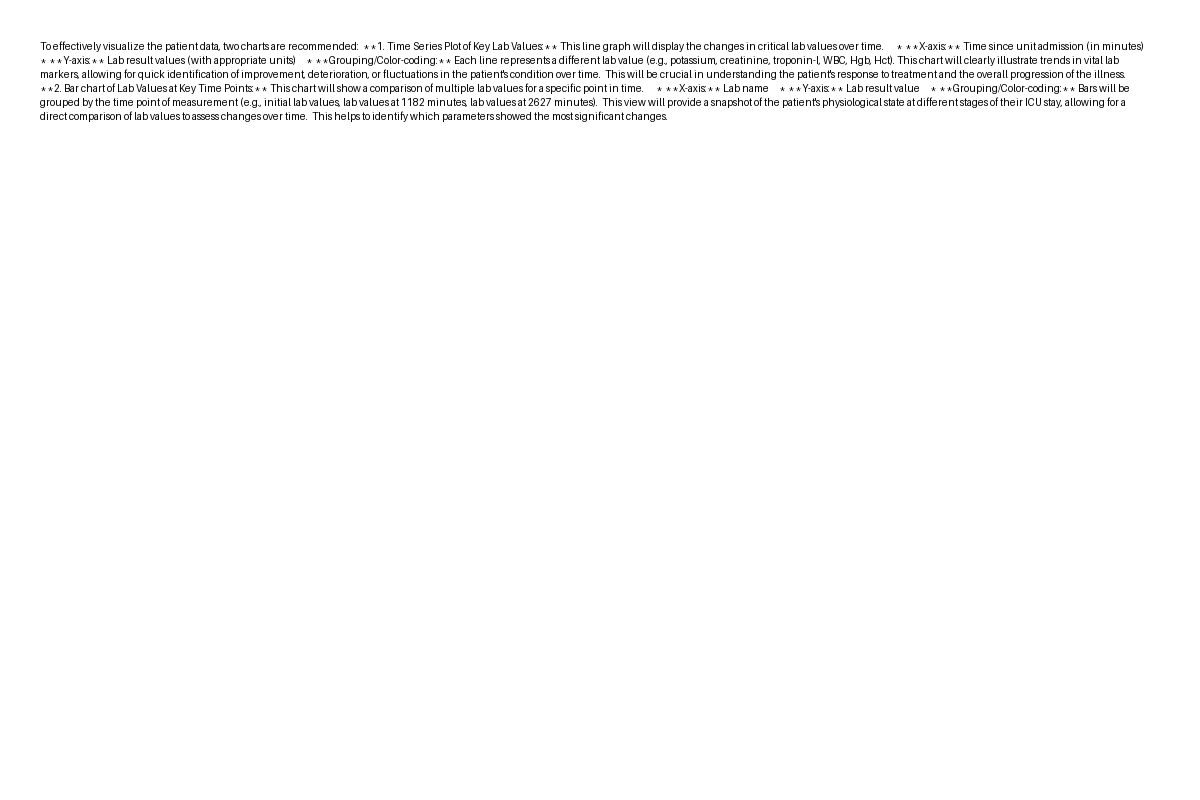 To effectively visualize the patient data, two charts are recommended:  **1. Time Series Plot of Key Lab Values:** This line graph will display the changes in critical lab values over time.     * **X-axis:** Time since unit admission (in minutes)
* **Y-axis:** Lab result values (with appropriate units)    * **Grouping/Color-coding:** Each line represents a different lab value (e.g., potassium, creatinine, troponin-I, WBC, Hgb, Hct). This chart will clearly illustrate trends in vital lab
markers, allowing for quick identification of improvement, deterioration, or fluctuations in the patient's condition over time.  This will be crucial in understanding the patient's response to treatment and the overall progression of the illness.
**2. Bar chart of Lab Values at Key Time Points:** This chart will show a comparison of multiple lab values for a specific point in time.     * **X-axis:** Lab name    * **Y-axis:** Lab result value    * **Grouping/Color-coding:** Bars will be
grouped by the time point of measurement (e.g., initial lab values, lab values at 1182 minutes, lab values at 2627 minutes).  This view will provide a snapshot of the patient's physiological state at different stages of their ICU stay, allowing for a
direct comparison of lab values to assess changes over time.  This helps to identify which parameters showed the most significant changes.